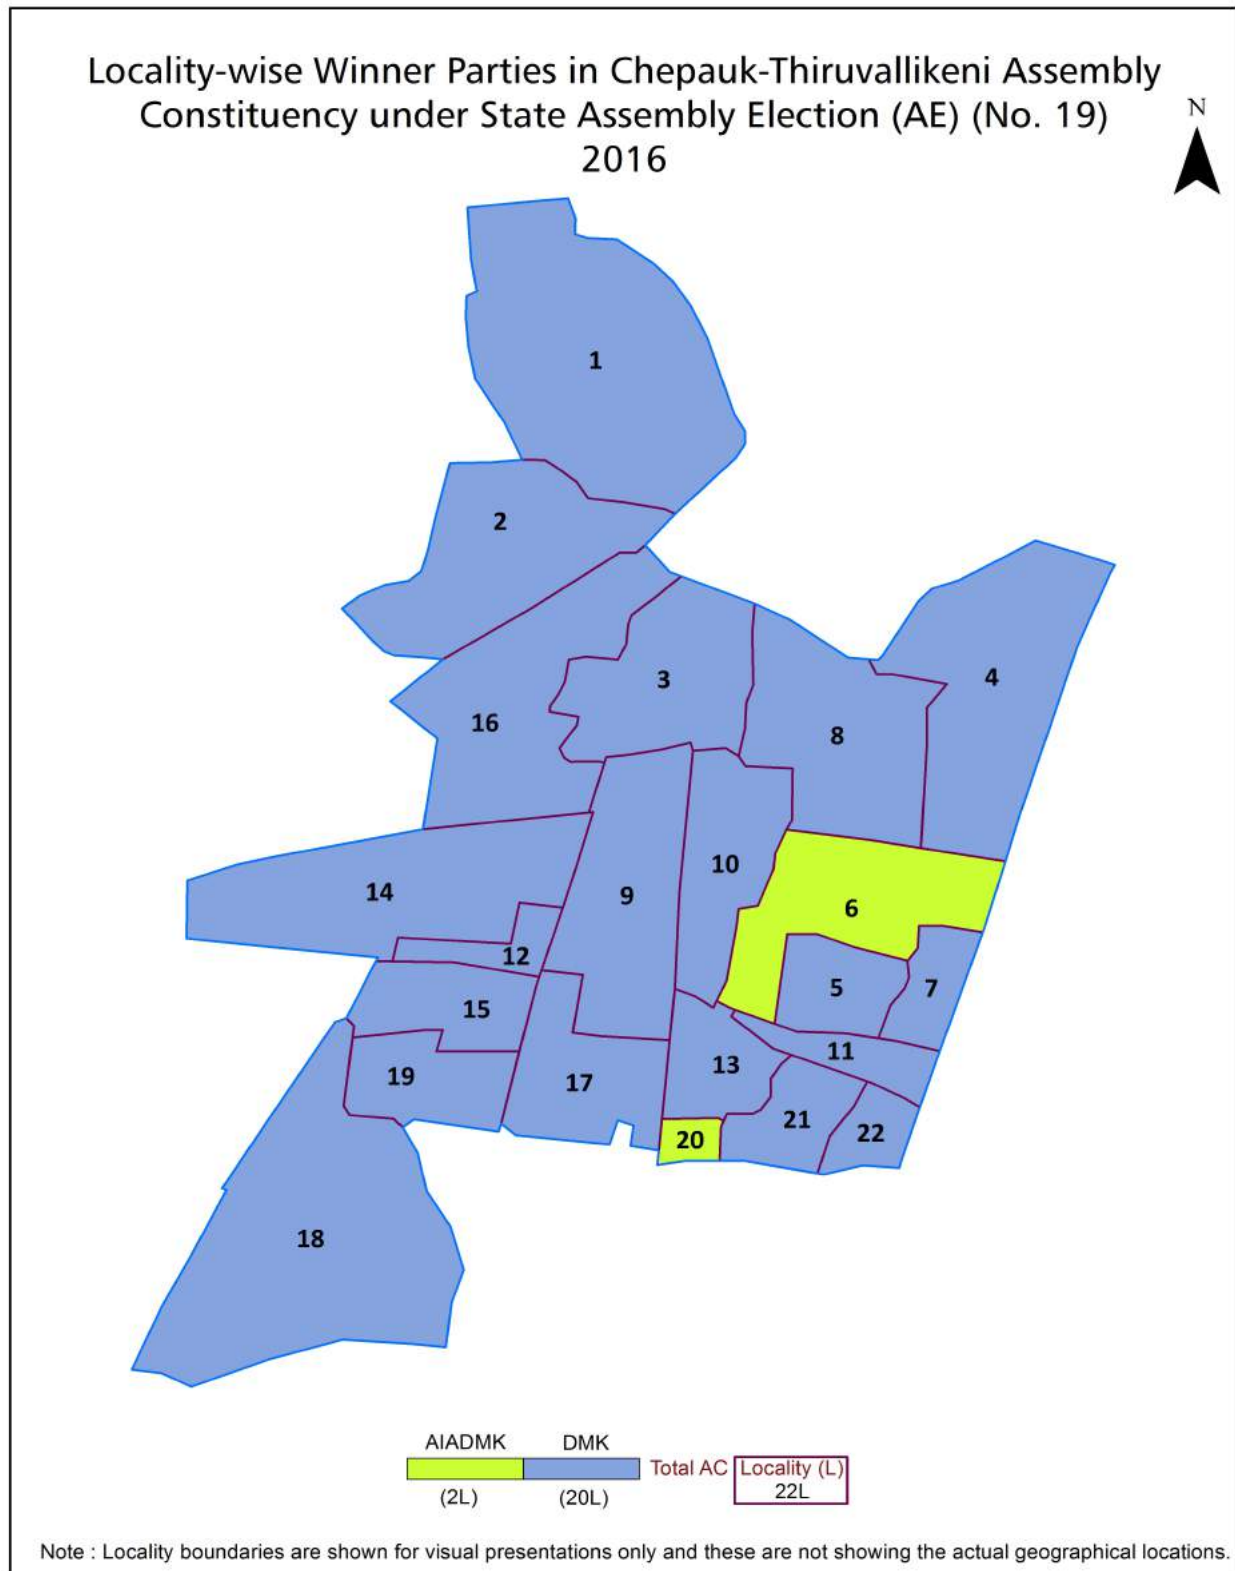 Locality-wise Winner Parties in Chepauk-Thiruvallikeni Assembly
Constituency under State Assembly Election (AE) (No. 19)
2016
N
1
2
3
4
16
8
10
14
9
6
12
5
7
15
11
13
19
17
21
22
20
18
AIADMK DMK
Total AC Locality (L)
22L
(2L) (20L)
Note : Locality boundaries are shown for visual presentations only and these are not showing the actual geographical locations.